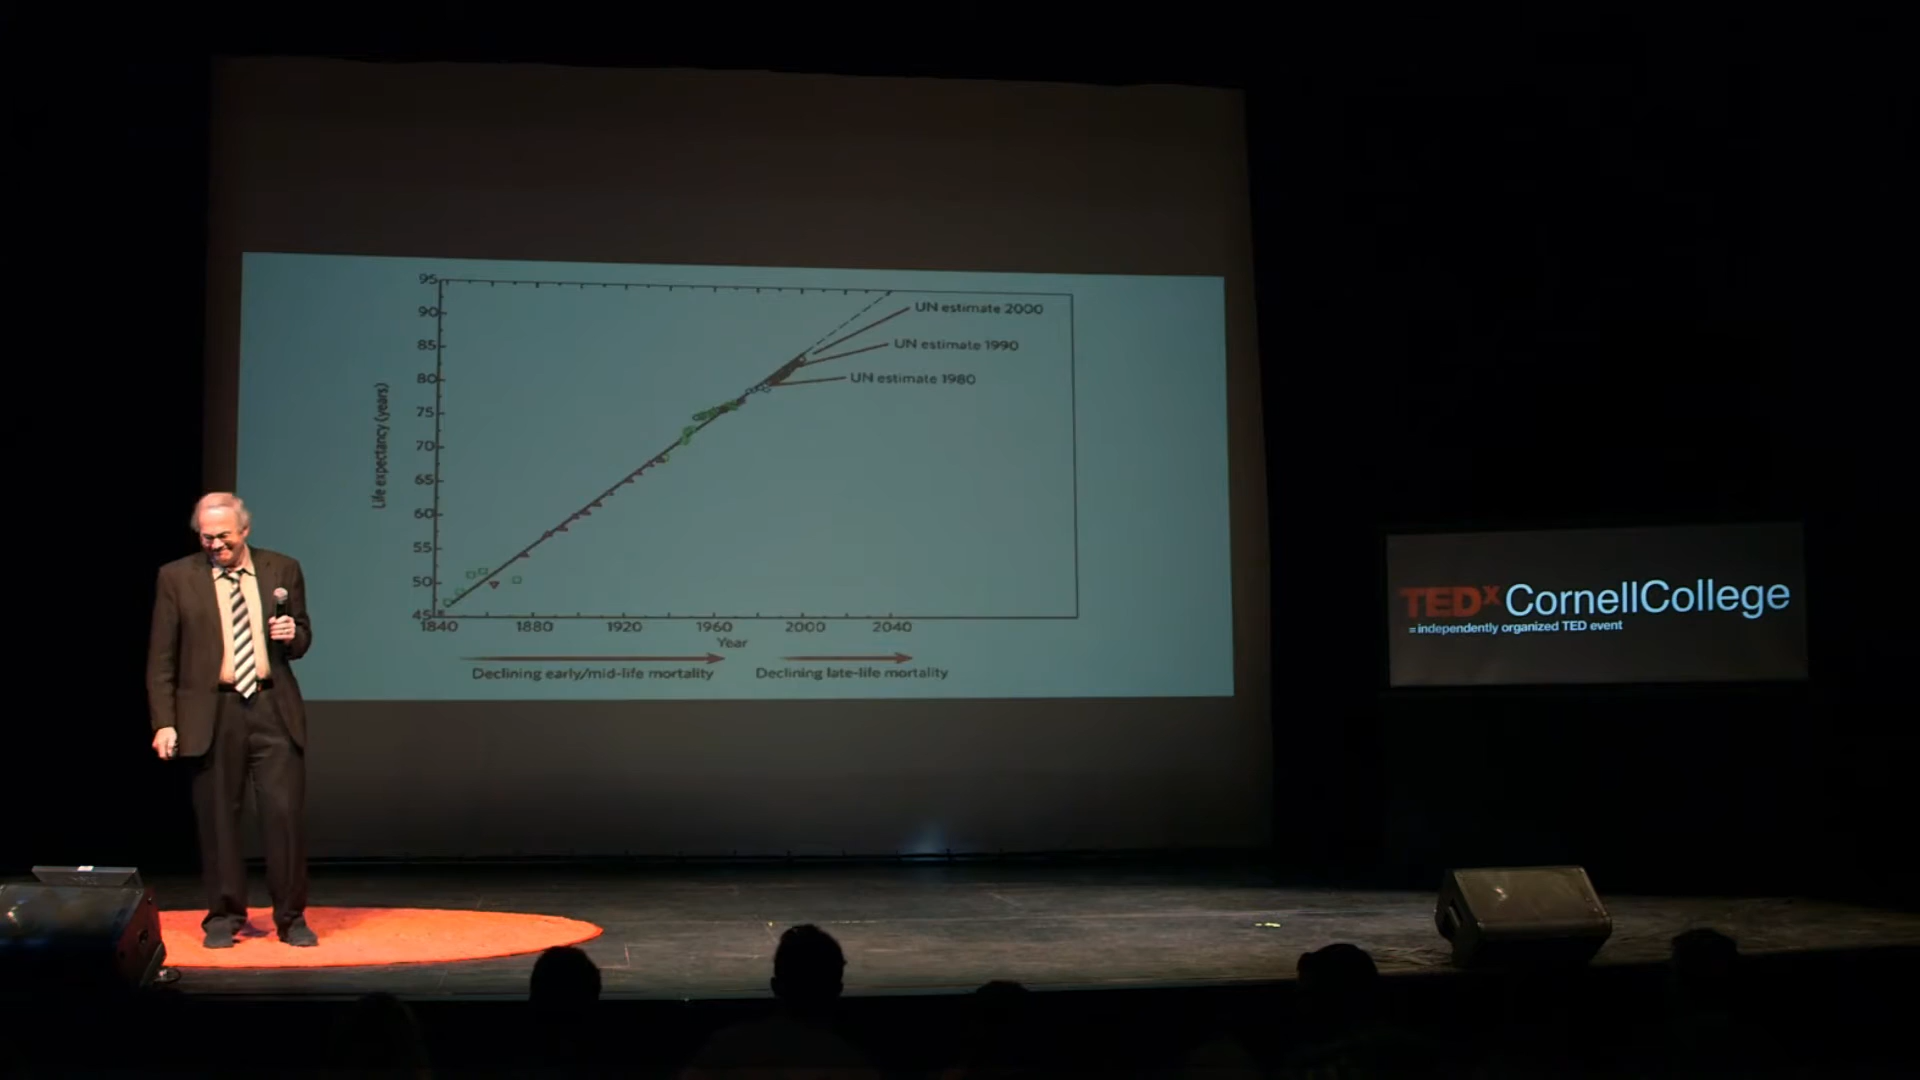 95
90
85
80
75
70
65
60
55
50
45
Life expectancy (years)
UN estimate 2000
UN estimate 1990
UN estimate 1980
1840 1880 1920 1960 2000 2040
Year
Declining early/mid-life mortality Declining late-life mortality
TEDx CornellCollege
= independently organized TED event